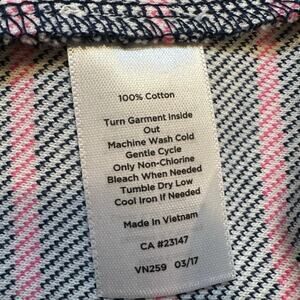 100% Cotton
Turn Garment Inside
Out
Machine Wash Cold
Gentle Cycle
Only Non-Chlorine
Bleach When Needed
Tumble Dry Low
Cool Iron If Needed
Made In Vietnam
CA #23147
VN259 03/17